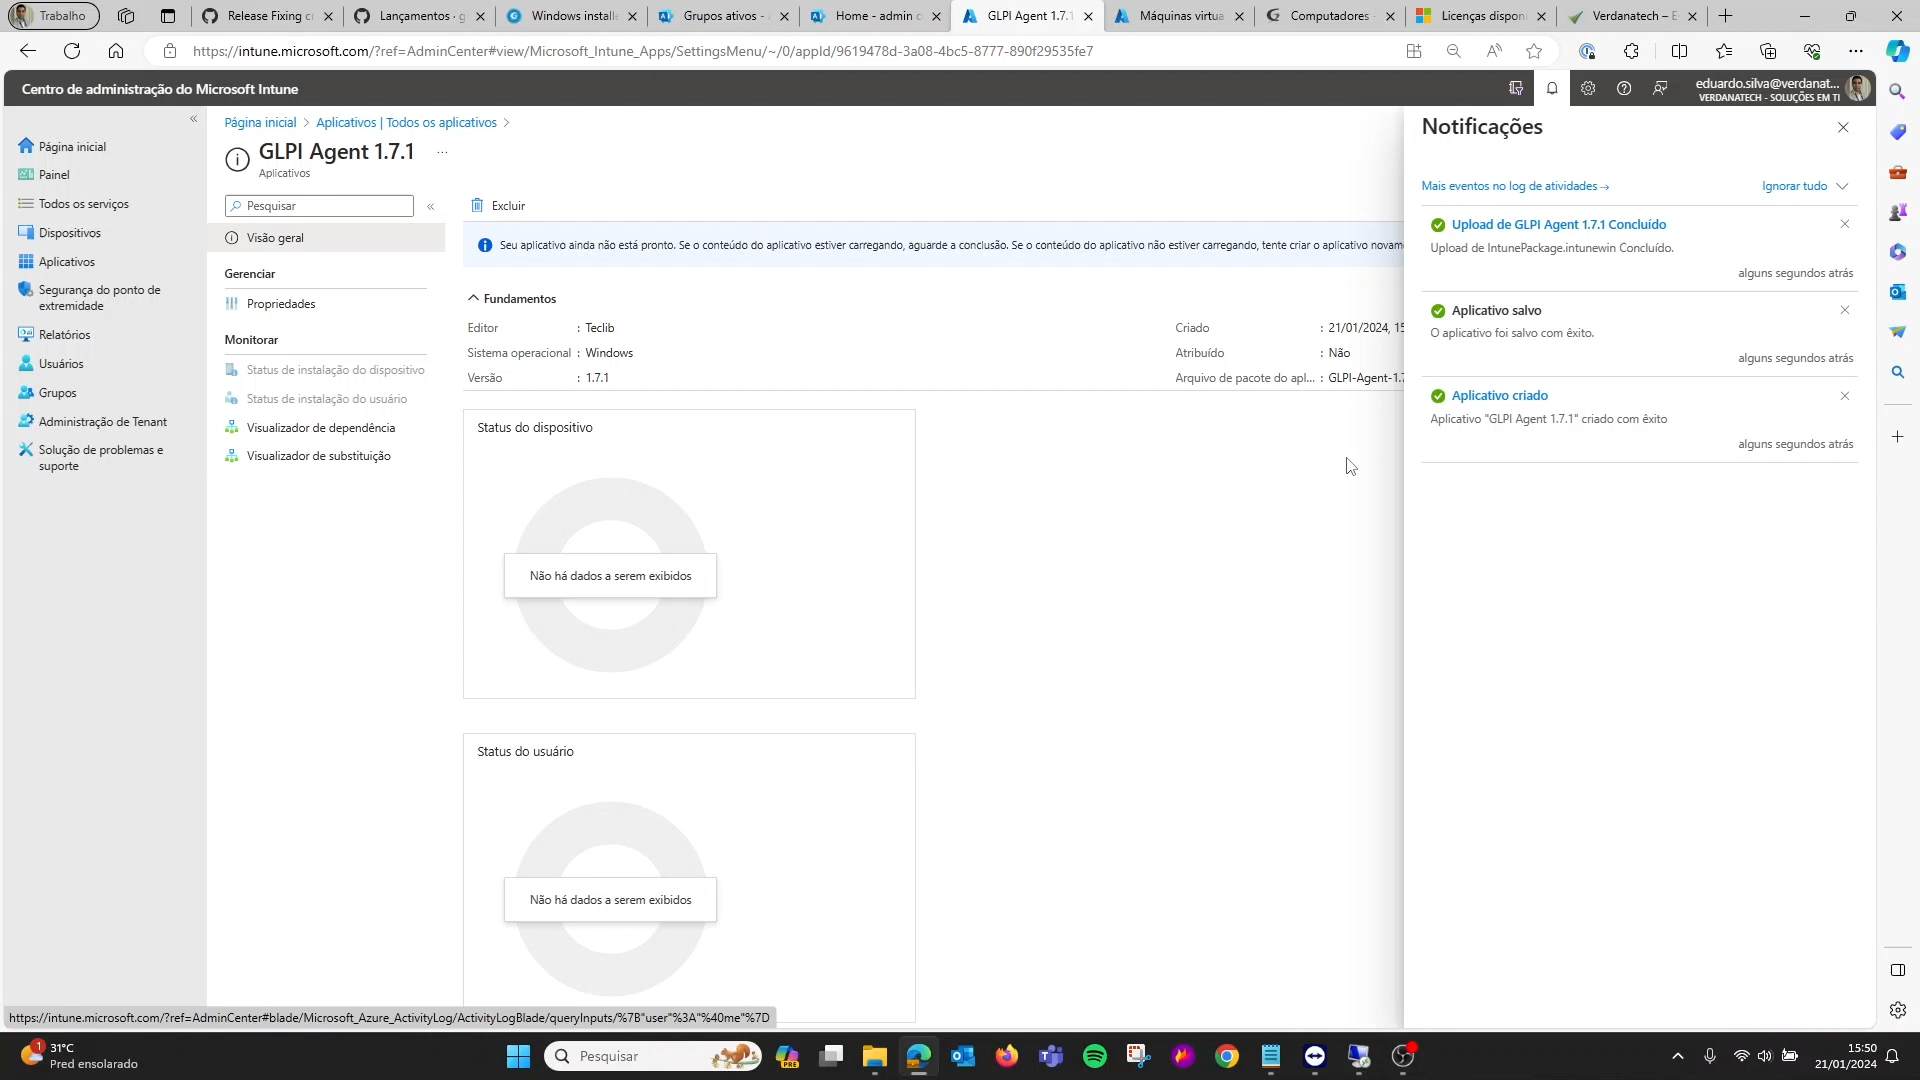 Trabalho
Release Fixing cr
Lançamentos · g
Windows installe
Grupos ativos -
Home - admin c
GLPI Agent 1.7.1
Máquinas virtua
Computadores -
Licenças dispon
Verdanatech – E
https://intune.microsoft.com/?ref=AdminCenter#view/Microsoft_Intune_Apps/SettingsMenu/~/0/appId/9619478d-3a08-4bc5-8777-890f29535fe7
Centro de administração do Microsoft Intune
eduardo.silva@verdanat...
VERDANATECH - SOLUÇÕES EM TI
Página inicial
Painel
Todos os serviços
Dispositivos
Aplicativos
Segurança do ponto de
extremidade
Relatórios
Usuários
Grupos
Administração de Tenant
Solução de problemas e
suporte
Página inicial > Aplicativos | Todos os aplicativos >
GLPI Agent 1.7.1 ...
Aplicativos
Pesquisar
Visão geral
Gerenciar
Propriedades
Monitorar
Status de instalação do dispositivo
Status de instalação do usuário
Visualizador de dependência
Visualizador de substituição
Excluir
Seu aplicativo ainda não está pronto. Se o conteúdo do aplicativo estiver carregando, aguarde a conclusão. Se o conteúdo do aplicativo não estiver carregando, tente criar o aplicativo novam
Fundamentos
Editor : Teclib
Sistema operacional : Windows
Versão : 1.7.1
Criado : 21/01/2024, 15
Atribuído : Não
Arquivo de pacote do apl... : GLPI-Agent-1.7
Status do dispositivo
Não há dados a serem exibidos
Status do usuário
Não há dados a serem exibidos
Notificações
Mais eventos no log de atividades →
Ignorar tudo
Upload de GLPI Agent 1.7.1 Concluído
Upload de IntunePackage.intunewin Concluído.
alguns segundos atrás
Aplicativo salvo
O aplicativo foi salvo com êxito.
alguns segundos atrás
Aplicativo criado
Aplicativo "GLPI Agent 1.7.1" criado com êxito
alguns segundos atrás
https://intune.microsoft.com/?ref=AdminCenter#blade/Microsoft_Azure_ActivityLog/ActivityLogBlade/queryInputs/%7B"user"%3A"%40me"%7D
1
31°C
Pred ensolarado
Pesquisar
PRE
15:50
21/01/2024